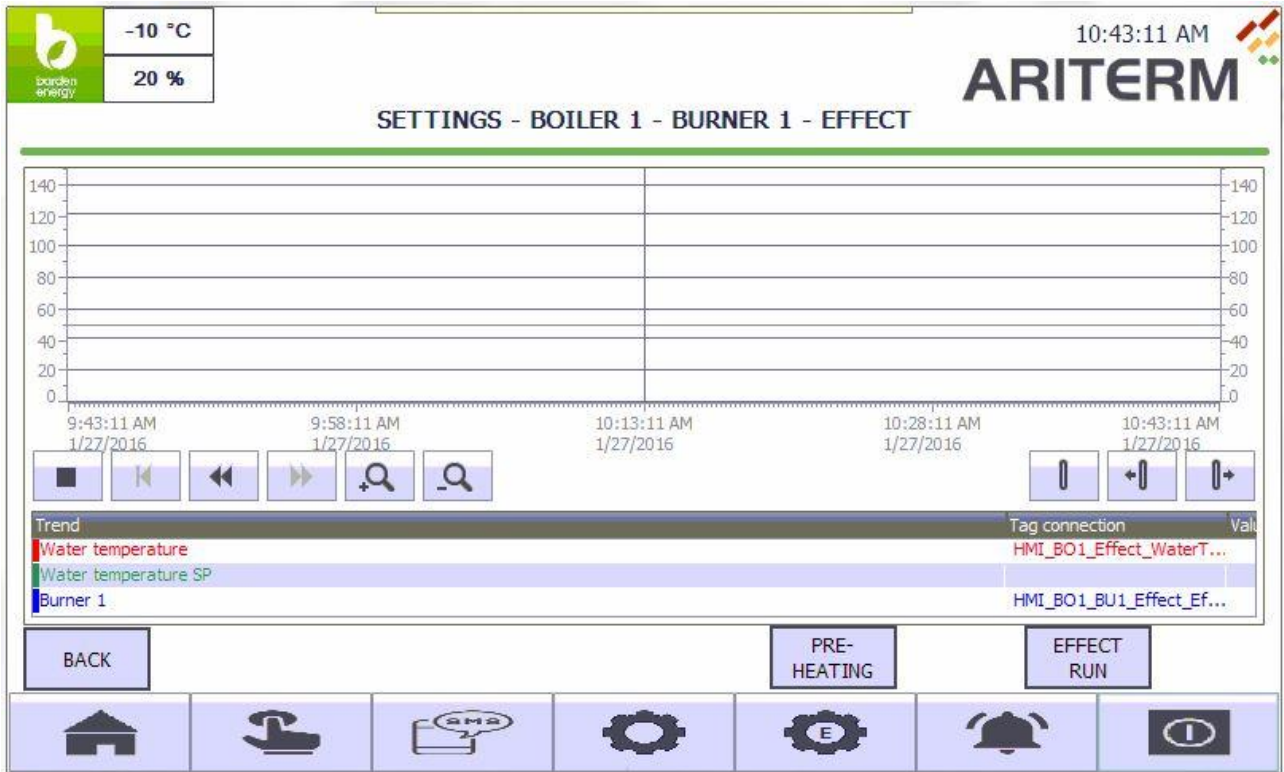 -10 °C
10:43:11 AM
barden
energy
20 %
ARITERM
SETTINGS - BOILER 1 - BURNER 1 - EFFECT
140 140
120 120
100 100
80 80
60 60
40 40
20 20
0 0
9:43:11 AM 9:58:11 AM 10:13:11 AM 10:28:11 AM 10:43:11 AM
1/27/2016 1/27/2016 1/27/2016 1/27/2016 1/27/2016
Trend Tag connection Valu
Water temperature HMI_BO1_Effect_WaterT...
Water temperature SP
Burner 1 HMI_BO1_BU1_Effect_Ef...
BACK
PRE-
HEATING
EFFECT
RUN
E